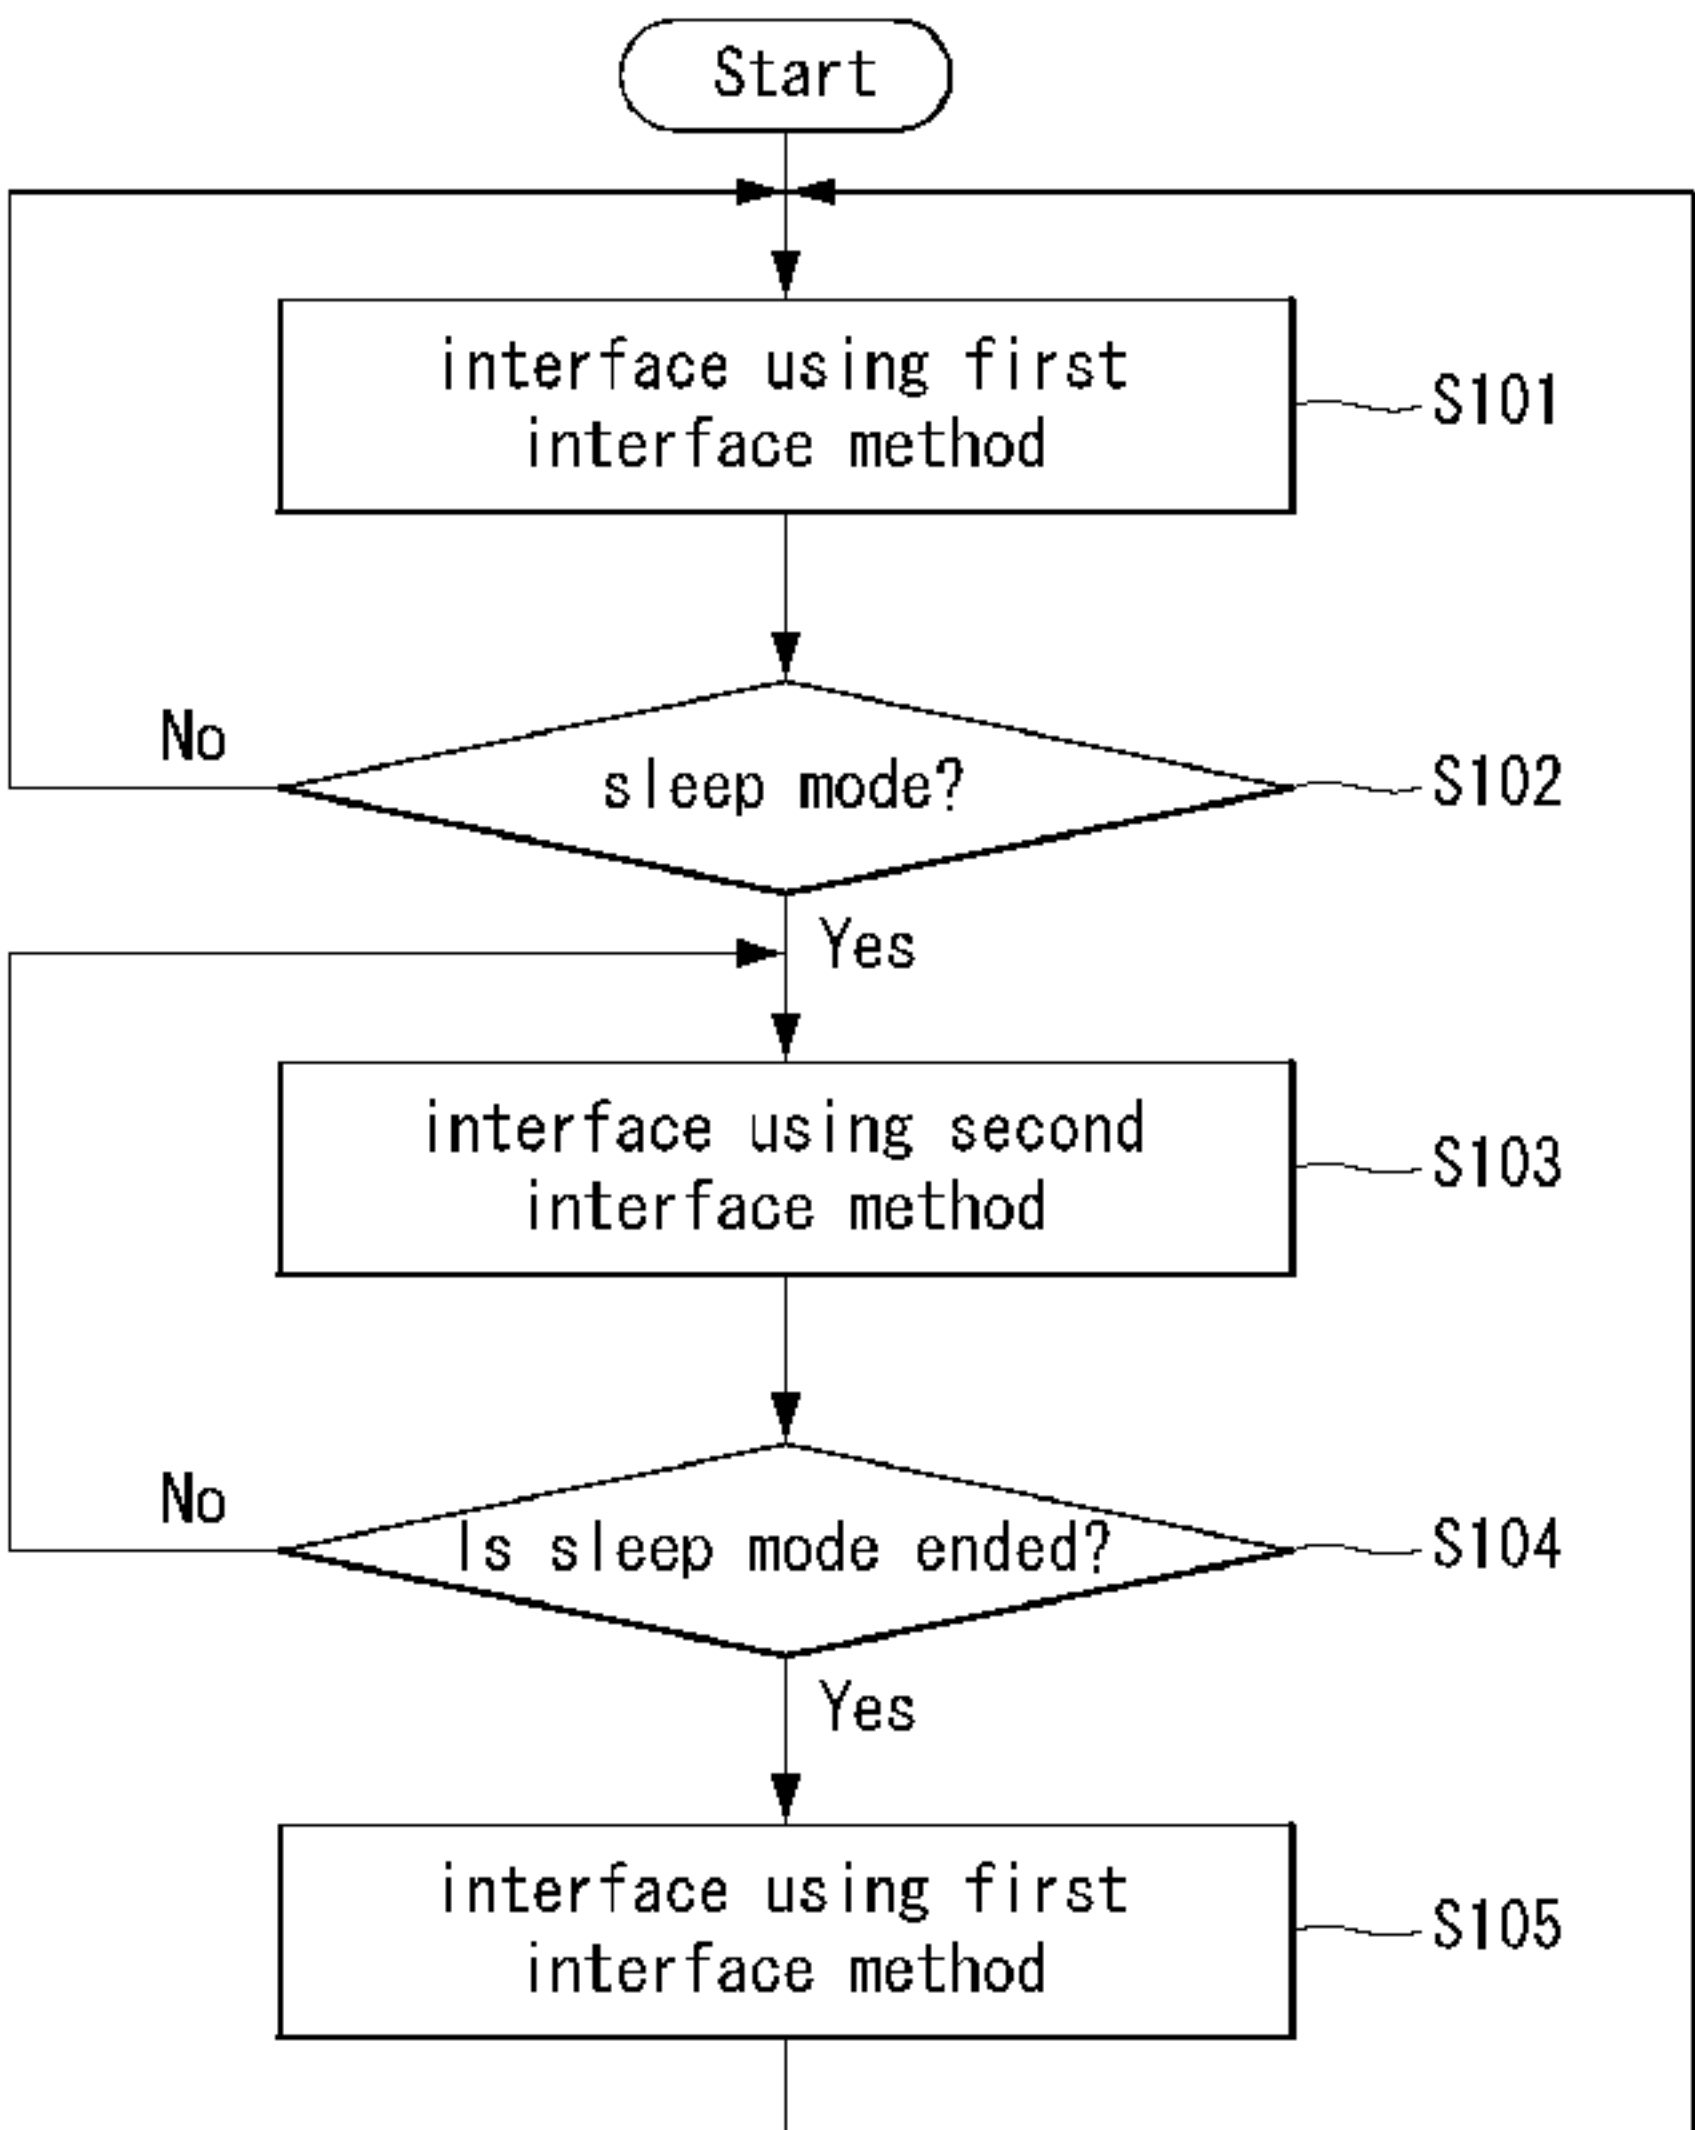 Start
interface using first
interface method
S101
No
sleep mode?
S102
Yes
interface using second
interface method
S103
No
Is sleep mode ended?
S104
Yes
interface using first
interface method
S105